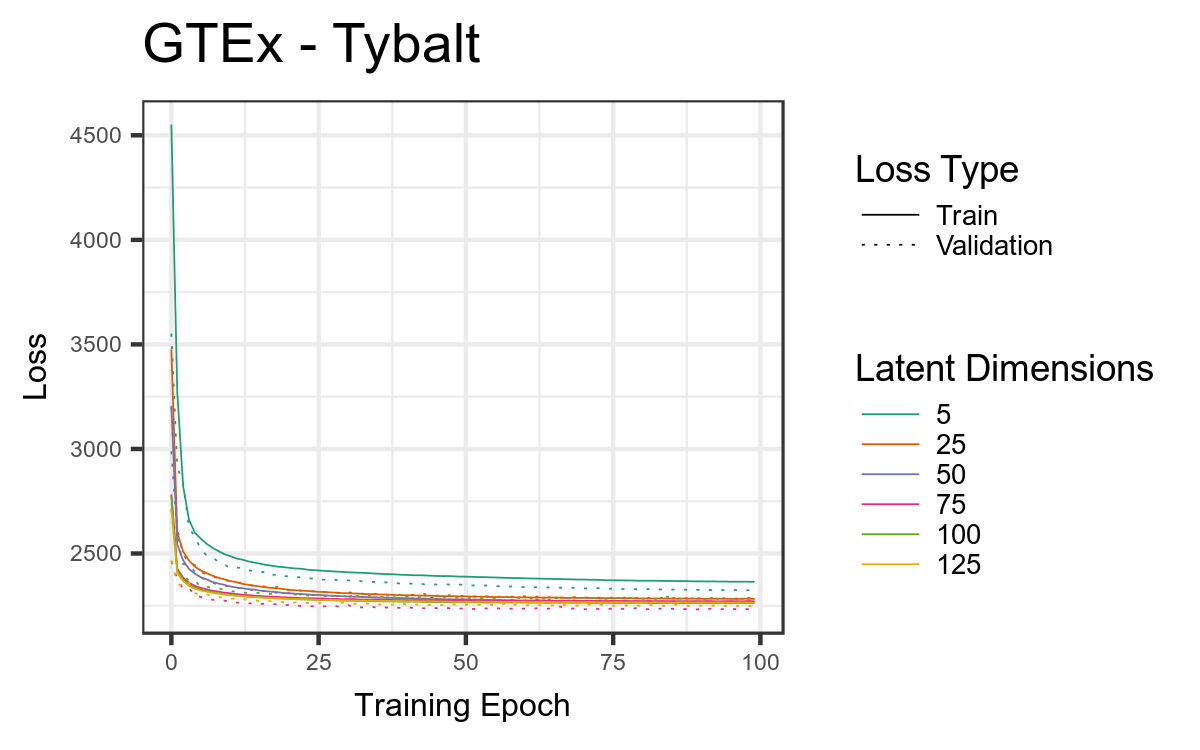 GTEx - Tybalt
4500
4000
3500
3000
2500
Loss
0 25 50 75 100
Training Epoch
Loss Type
Train
Validation
Latent Dimensions
5
25
50
75
100
125